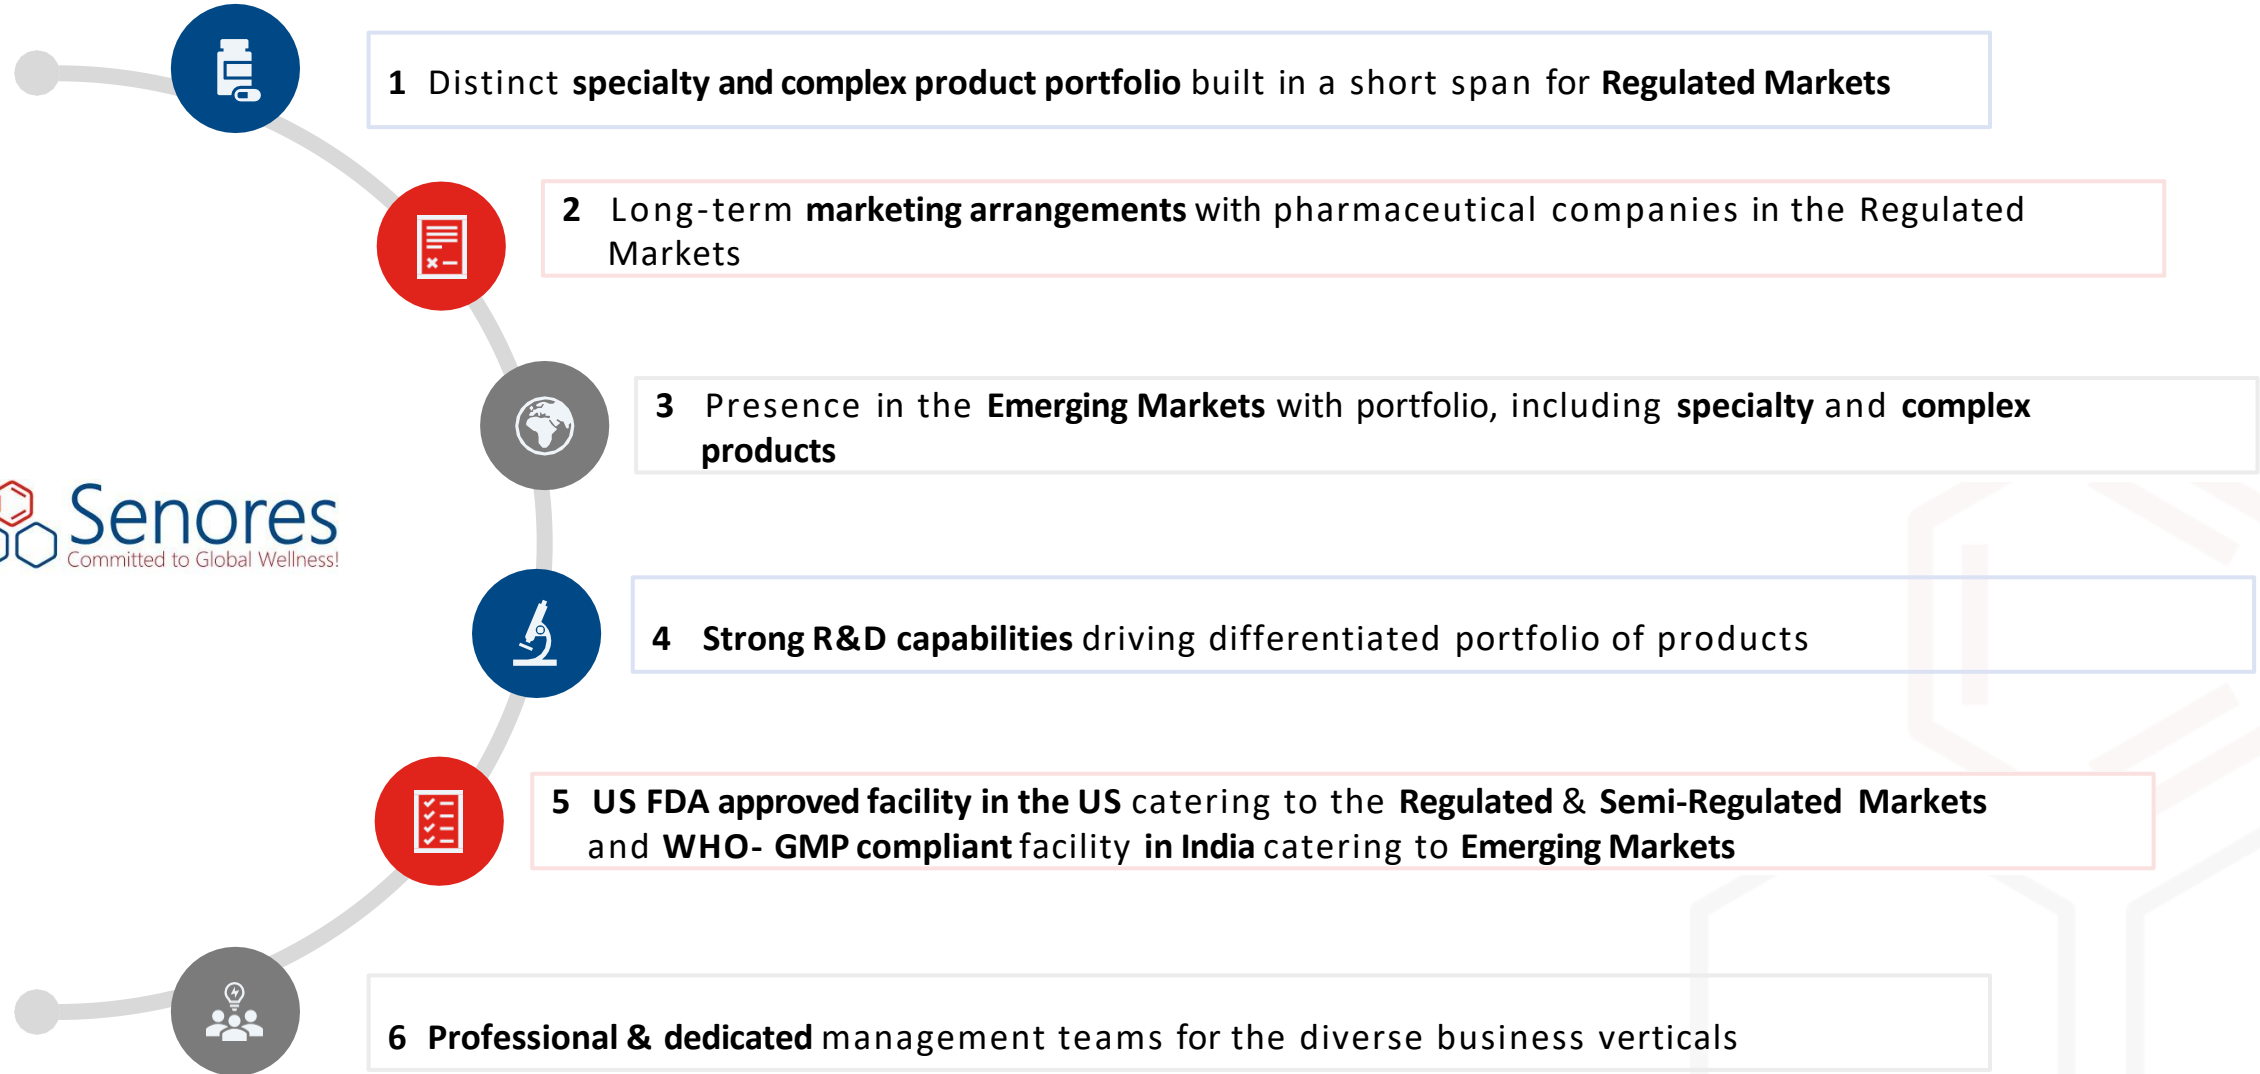 1 Distinct specialty and complex product portfolio built in a short span for Regulated Markets
2 Long-term marketing arrangements with pharmaceutical companies in the Regulated
Markets
3 Presence in the Emerging Markets with portfolio, including specialty and complex
products
Senores
Committed to Global Wellness!
4 Strong R&D capabilities driving differentiated portfolio of products
5 US FDA approved facility in the US catering to the Regulated & Semi-Regulated Markets
and WHO- GMP compliant facility in India catering to Emerging Markets
6 Professional & dedicated management teams for the diverse business verticals